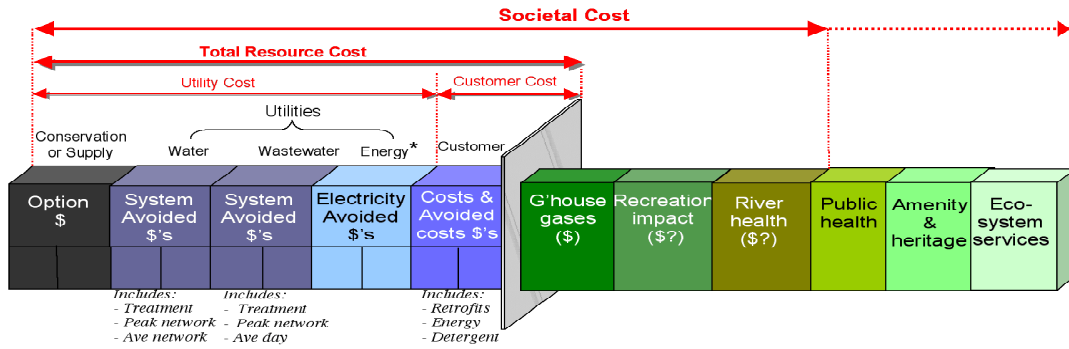 Societal Cost
Total Resource Cost
Utility Cost
Customer Cost
Utilities
Conservation
or Supply
Water
Wastewater
Energy*
Customer
Option
$
System
Avoided
$'s
System
Avoided
$'s
Electricity
Avoided
$'s
Costs &
Avoided
costs $'s
G'house
gases
($)
Recreation
impact
($?)
River
health
($?)
Public
health
Amenity
&
heritage
Eco-
system
services
Includes:
- Treatment
- Peak network
- Ave network
Includes:
- Treatment
- Peak network
- Ave day
Includes:
- Retrofits
- Energy
- Detergent